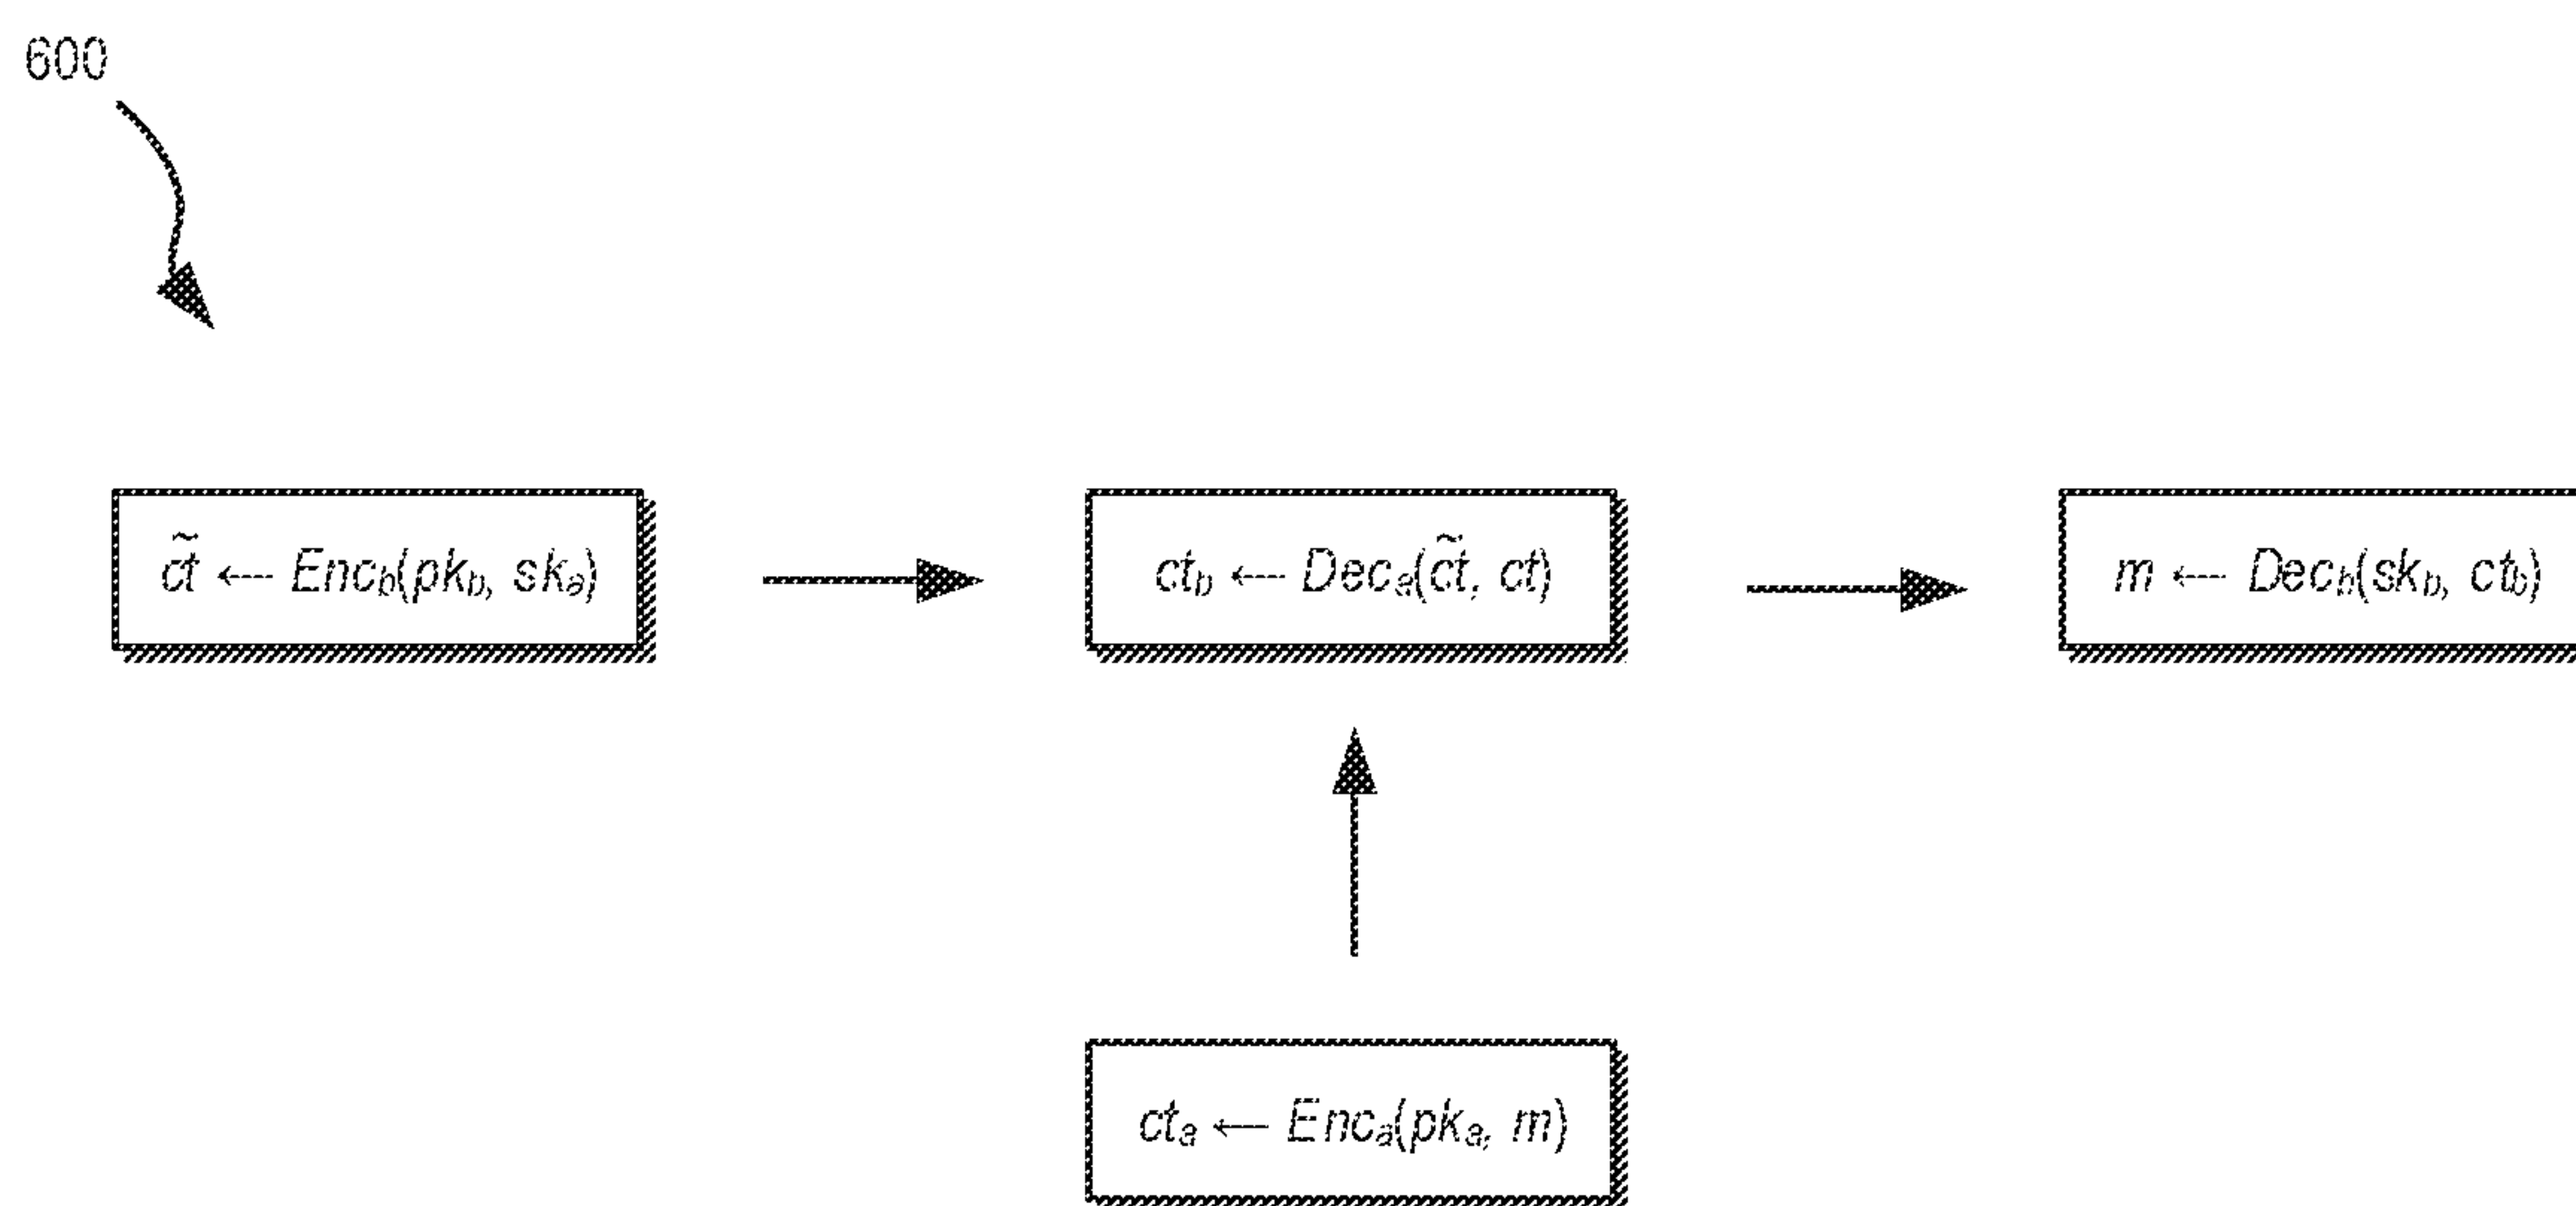 600
c̃t ← Enc_b(pk_b, sk_a)
ct_b ← Dec_a(c̃t, ct)
m ← Dec_b(sk_b, ct_b)
ct_a ← Enc_a(pk_a, m)